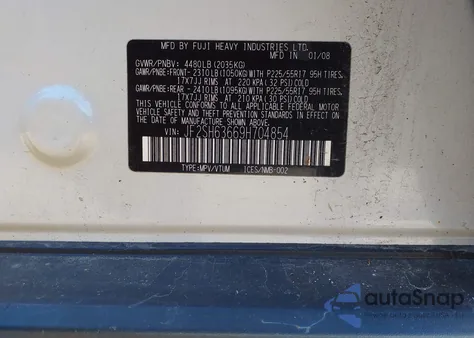 MFD BY FUJI HEAVY INDUSTRIES LTD.
MFD IN 01/08
GVWR/PNBV: 4480LB (2035KG)
GAWR/PNBE:FRONT- 2310LB(1050KG)WITH P225/55R17 95H TIRES,
17X7JJ RIMS AT 220 KPA (32 PSI) COLD.
GAWR/PNBE:REAR - 2410LB(1095KG)WITH P225/55R17 95H TIRES,
17X7JJ RIMS AT 210 KPA (30 PSI) COLD.
THIS VEHICLE CONFORMS TO ALL APPLICABLE FEDERAL MOTOR
VEHICLE SAFETY AND THEFT PREVENTION STANDARDS IN EFFECT
ON THE DATE OF MANUFACTURE SHOWN ABOVE.
VIN: JF2SH63669H704854
TYPE:MPV/VTUM ICES/NMB-002
autoSnap